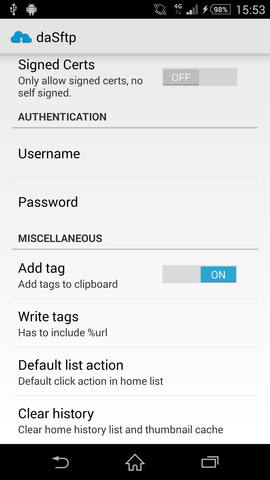 4G 98% 15:53
daSftp
Signed Certs
Only allow signed certs, no
self signed.
OFF
AUTHENTICATION
Username
Password
MISCELLANEOUS
Add tag
Add tags to clipboard
ON
Write tags
Has to include %url
Default list action
Default click action in home list
Clear history
Clear home history list and thumbnail cache